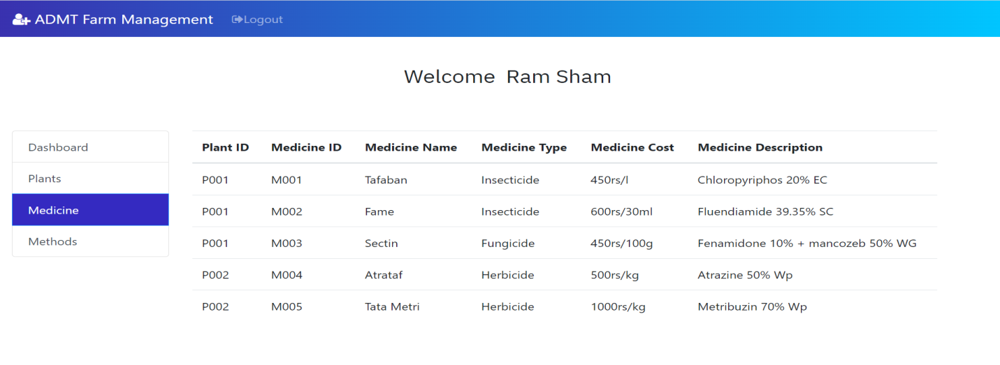 ADMT Farm Management Logout
Welcome Ram Sham
Dashboard
Plants
Medicine
Methods
Plant ID Medicine ID Medicine Name Medicine Type Medicine Cost Medicine Description
P001 M001 Tafaban Insecticide 450rs/l Chloropyriphos 20% EC
P001 M002 Fame Insecticide 600rs/30ml Fluendiamide 39.35% SC
P001 M003 Sectin Fungicide 450rs/100g Fenamidone 10% + mancozeb 50% WG
P002 M004 Atrataf Herbicide 500rs/kg Atrazine 50% Wp
P002 M005 Tata Metri Herbicide 1000rs/kg Metribuzin 70% Wp